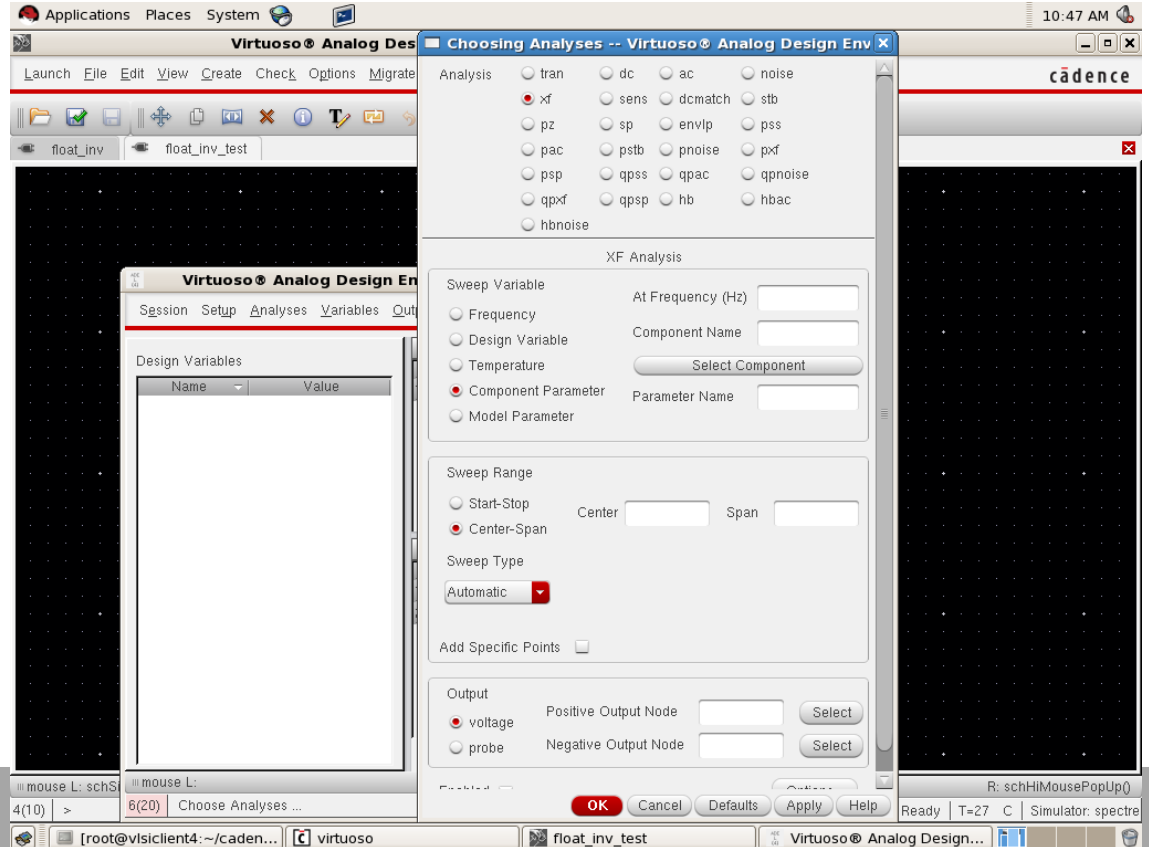 Applications Places System 10:47 AM
Virtuoso® Analog Des
Launch File Edit View Create Check Options Migrate
cādence
float_inv float_inv_test
Choosing Analyses -- Virtuoso® Analog Design Env
Analysis tran dc ac noise
xf sens dcmatch stb
pz sp envlp pss
pac pstb pnoise pxf
psp qpss qpac qpnoise
qpxf qpsp hb hbac
hbnoise
XF Analysis
Sweep Variable
Frequency
Design Variable
Temperature
Component Parameter
Model Parameter
At Frequency (Hz)
Component Name
Select Component
Parameter Name
Sweep Range
Start-Stop
Center-Span
Center Span
Sweep Type
Automatic
Add Specific Points
Output
voltage
probe
Positive Output Node Select
Negative Output Node Select
OK Cancel Defaults Apply Help
Virtuoso® Analog Design En
Session Setup Analyses Variables Outp
Design Variables
Name Value
mouse L:
6(20) Choose Analyses ...
mouse L: schSi
R: schHiMousePopUp()
4(10) >
Ready T=27 C Simulator: spectre
[root@vlsiclient4:~/caden... virtuoso float_inv_test Virtuoso® Analog Design...